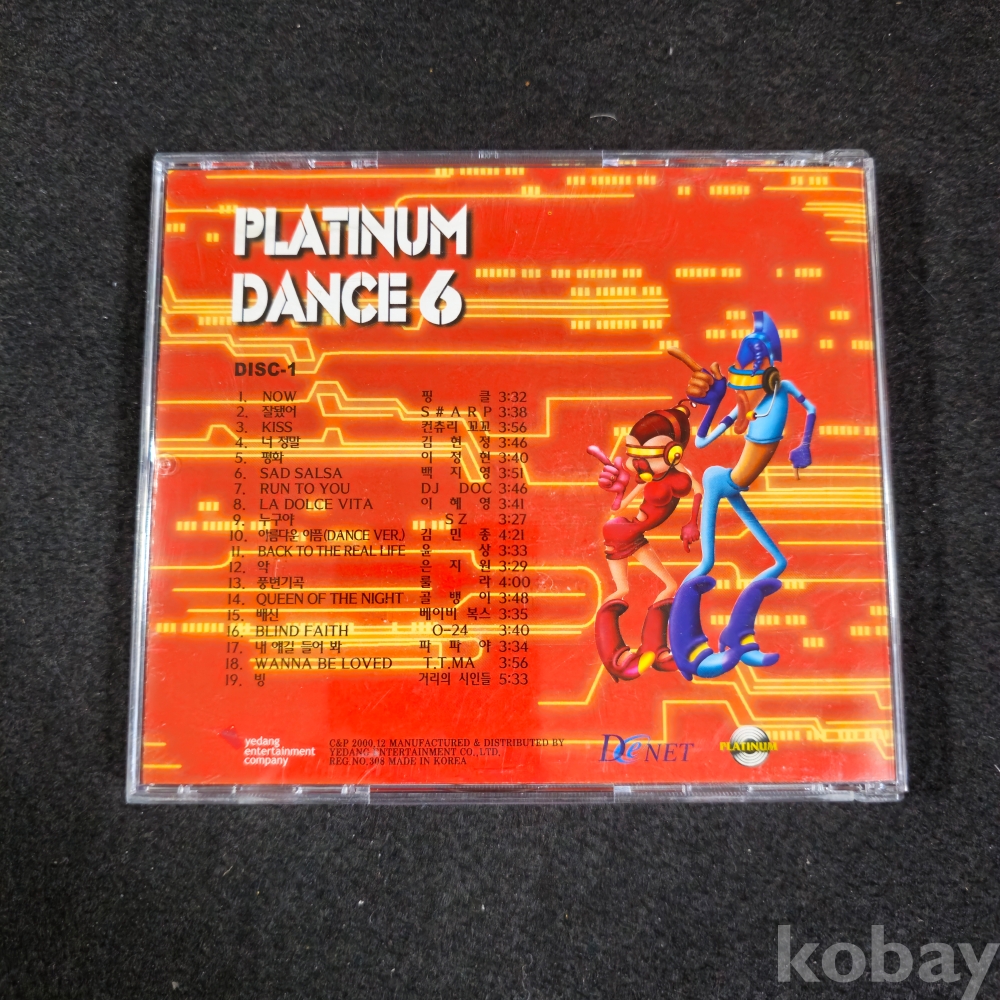 PLATINUM
DANCE 6
DISC-1
1. NOW 핑 클 3:32
2. 잘됐어 S # A R P 3:38
3. KISS 컨츄리 꼬꼬 3:56
4. 너 정말 김 현 정 3:46
5. 평화 이 정 현 3:40
6. SAD SALSA 백 지 영 3:51
7. RUN TO YOU DJ DOC 3:46
8. LA DOLCE VITA 이 혜 영 3:41
9. 누구야 S Z 3:27
10. 아름다운 아픔(DANCE VER.) 김 민 종 4:21
11. BACK TO THE REAL LIFE 윤 상 3:33
12. 악 은 지 원 3:29
13. 풍변기곡 룰 라 4:00
14. QUEEN OF THE NIGHT 골 뱅 이 3:48
15. 배신 베이비 복스 3:35
16. BLIND FAITH O-24 3:40
17. 내 얘길 들어 봐 파 파 야 3:34
18. WANNA BE LOVED T.T.MA 3:56
19. 빙 거리의 시인들 5:33
yedang
entertainment
company
C&P 2000,12 MANUFACTURED & DISTRIBUTED BY
YEDANG ENTERTAINMENT CO.,LTD.
REG NO.308 MADE IN KOREA
DeNET
PLATINUM
kobay